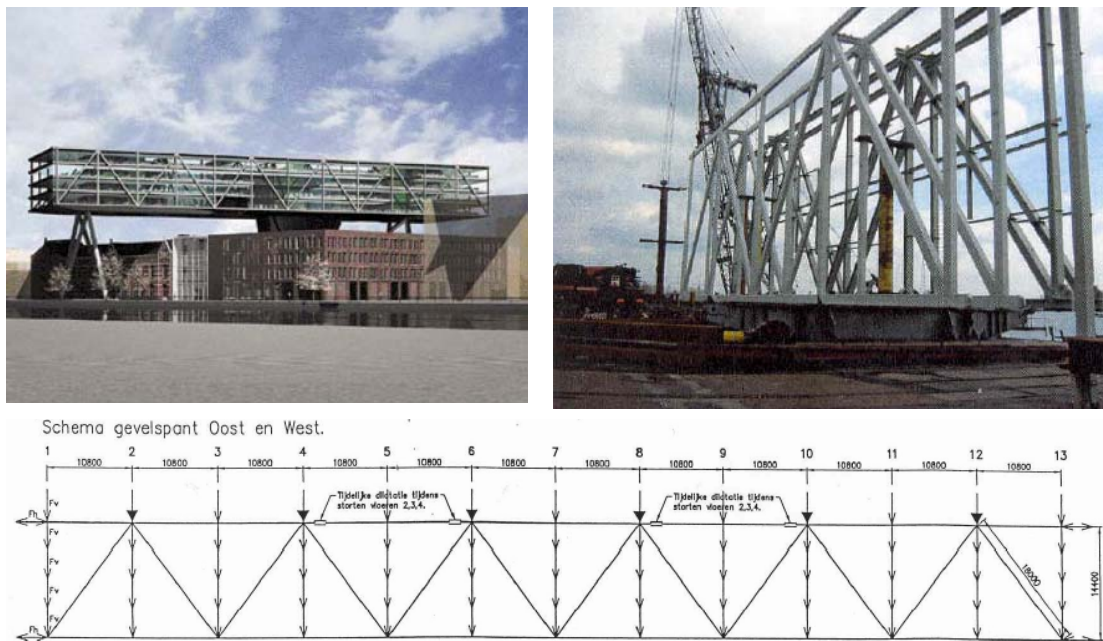 Schema gevelspant Oost en West.
1 2 3 4 5 6 7 8 9 10 11 12 13
10800 10800 10800 10800 10800 10800 10800 10800 10800 10800 10800 10800
Fv
Tijdelijke dilatatie tijdens
storten vloeren 2,3,4.
Tijdelijke dilatatie tijdens
storten vloeren 2,3,4.
Fh
Fv
Fv
Fv
Fv
Fh
18000
14400